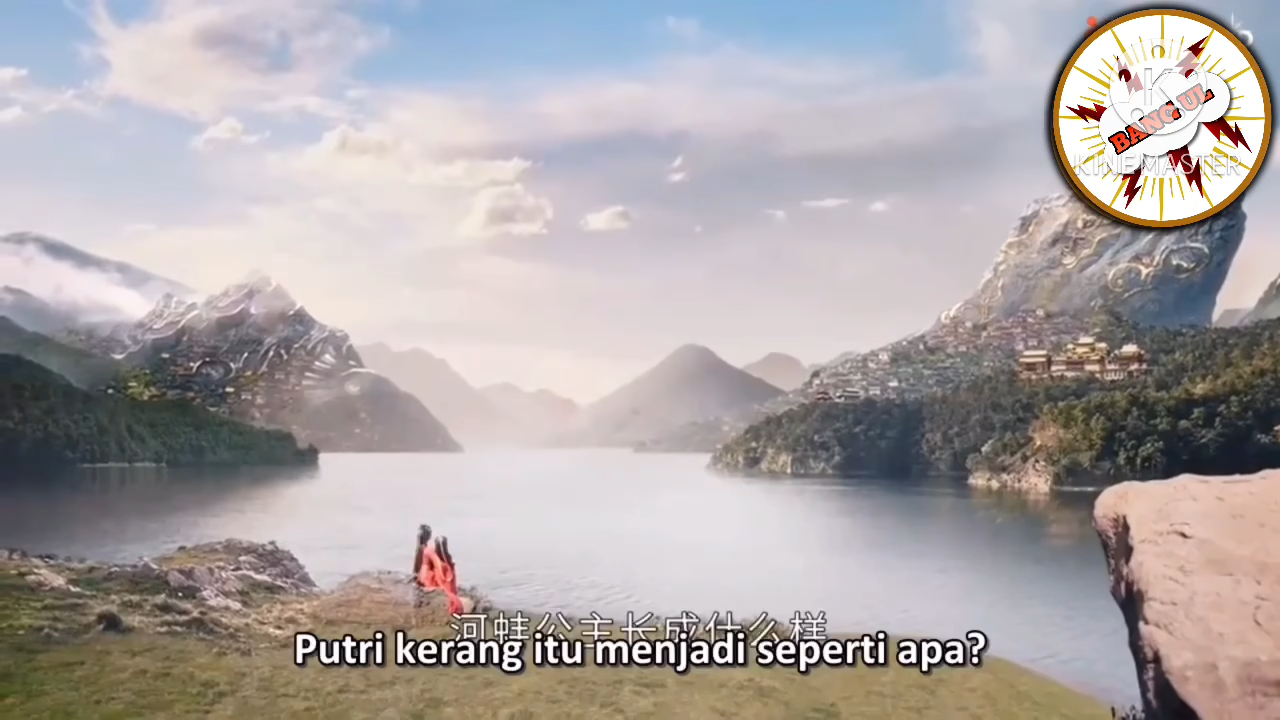 BANG UL
KINEMASTER
河蚌公主长成什么样
Putri kerang itu menjadi seperti apa?